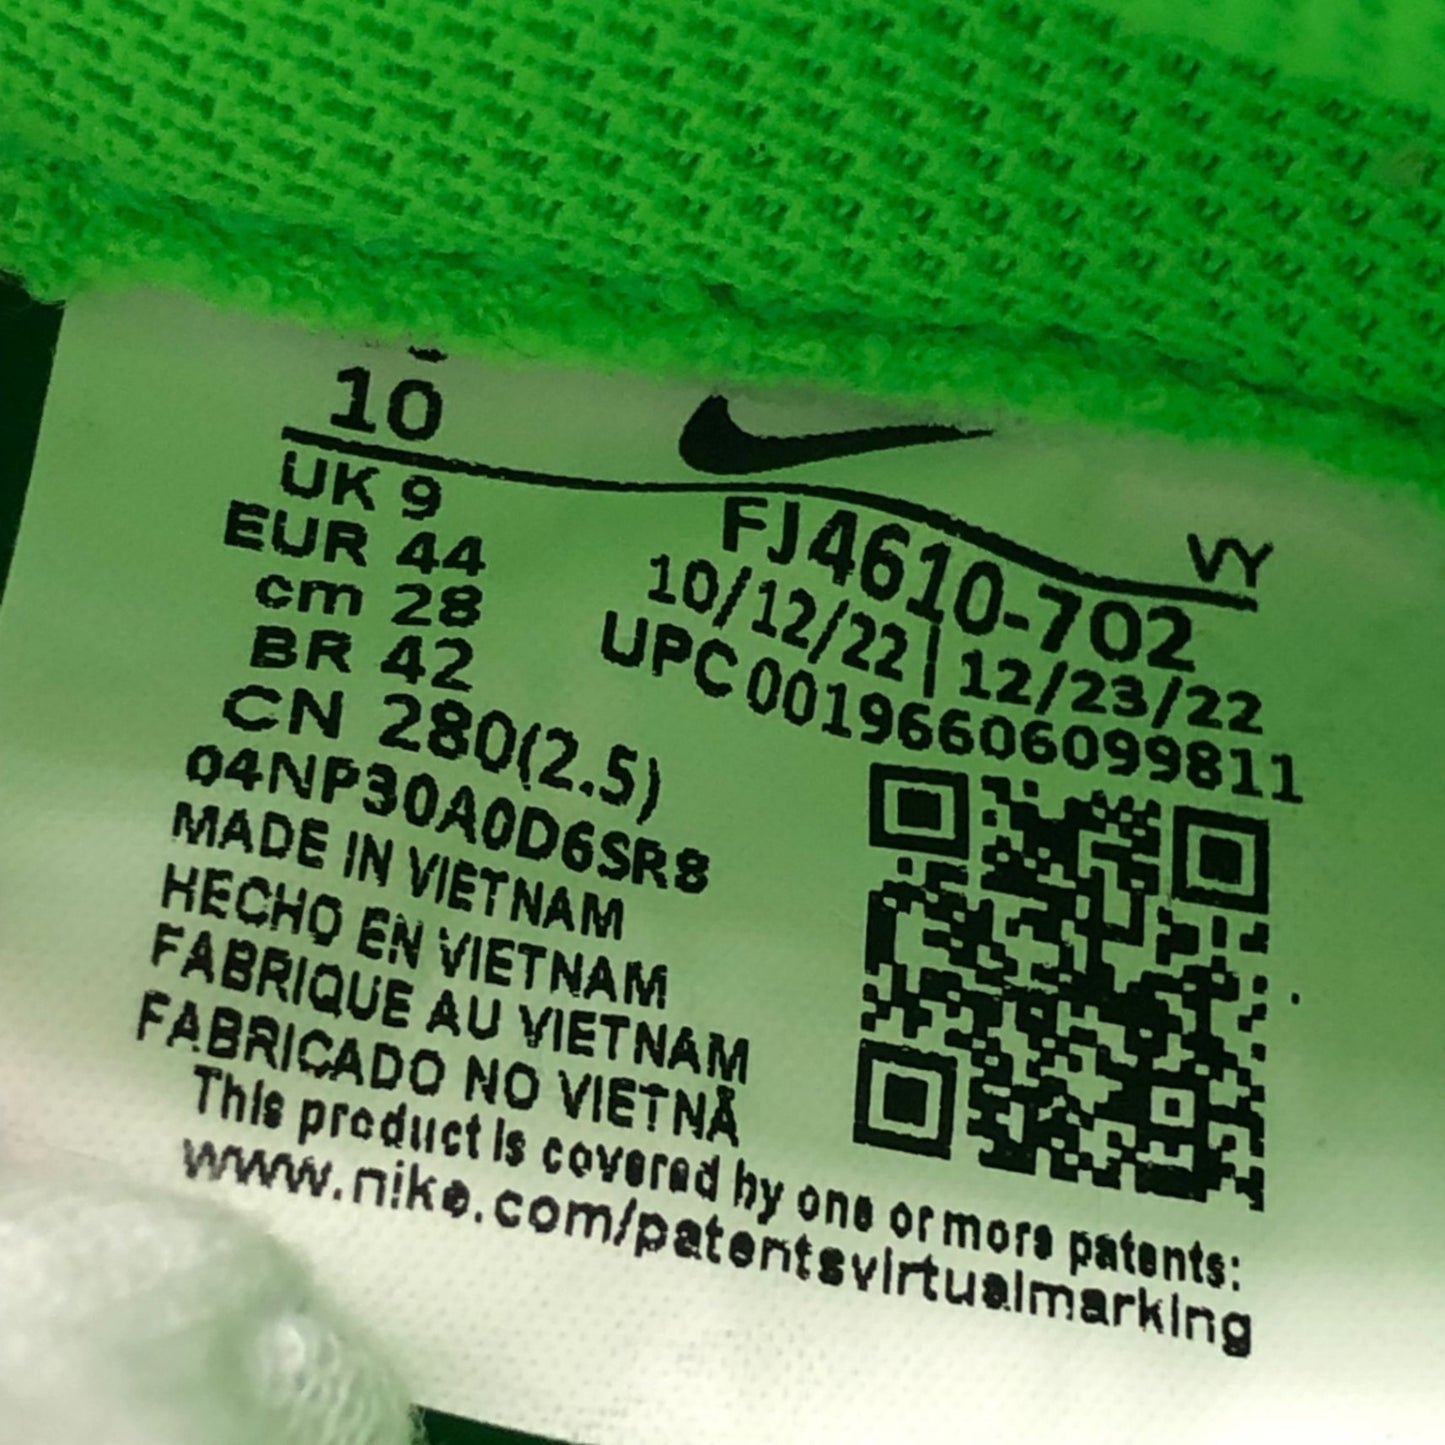 10
UK 9
EUR 44
cm 28
BR 42
CN 280(2.5)
04NP30A0D6SR8
MADE IN VIETNAM
HECHO EN VIETNAM
FABRIQUE AU VIETNAM
FABRICADO NO VIETNÃ
VY
FJ4610-702
10/12/22 | 12/23/22
UPC 00196606099811
This product is covered by one or more patents:
www.nike.com/patentsvirtualmarking